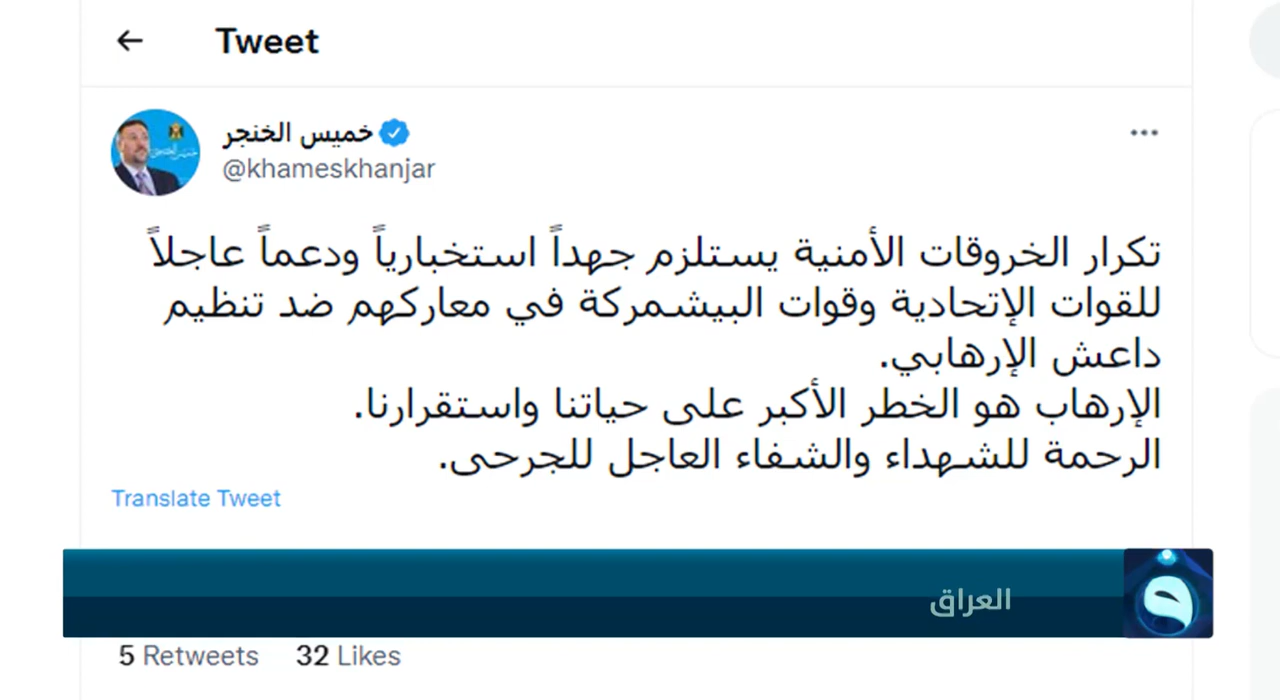 Tweet
خميس الخنجر
@khameskhanjar
تكرار الخروقات الأمنية يستلزم جهداً استخبارياً ودعماً عاجلاً
للقوات الإتحادية وقوات البيشمركة في معاركهم ضد تنظيم
داعش الإرهابي.
الإرهاب هو الخطر الأكبر على حياتنا واستقرارنا.
الرحمة للشهداء والشفاء العاجل للجرحى.
Translate Tweet
العراق
5 Retweets 32 Likes